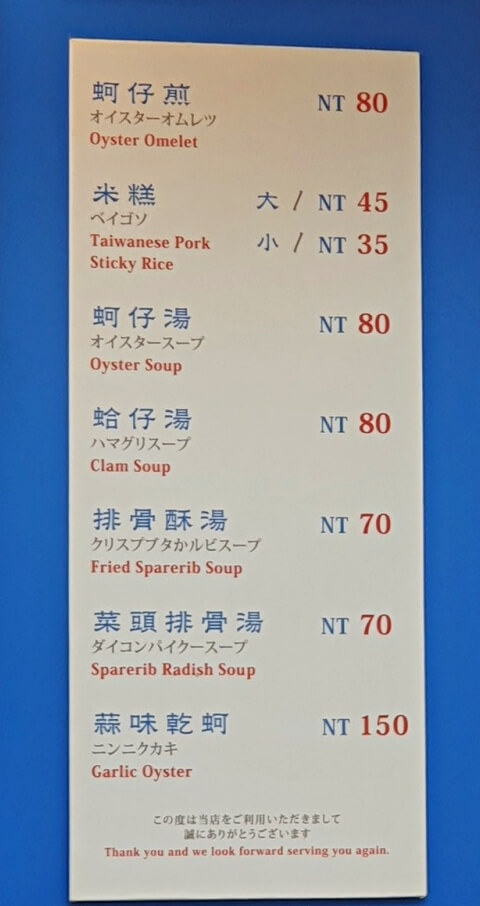 蚵仔煎 NT 80
オイスターオムレツ
Oyster Omelet
米糕 大 / NT 45
ベイゴソ
Taiwanese Pork 小 / NT 35
Sticky Rice
蚵仔湯 NT 80
オイスタースープ
Oyster Soup
蛤仔湯 NT 80
ハマグリスープ
Clam Soup
排骨酥湯 NT 70
クリスプブタかルビスープ
Fried Sparerib Soup
菜頭排骨湯 NT 70
ダイコンパイクースープ
Sparerib Radish Soup
蒜味乾蚵 NT 150
ニンニクカキ
Garlic Oyster
この度は当店をご利用いただきまして
誠にありがとうございます
Thank you and we look forward serving you again.